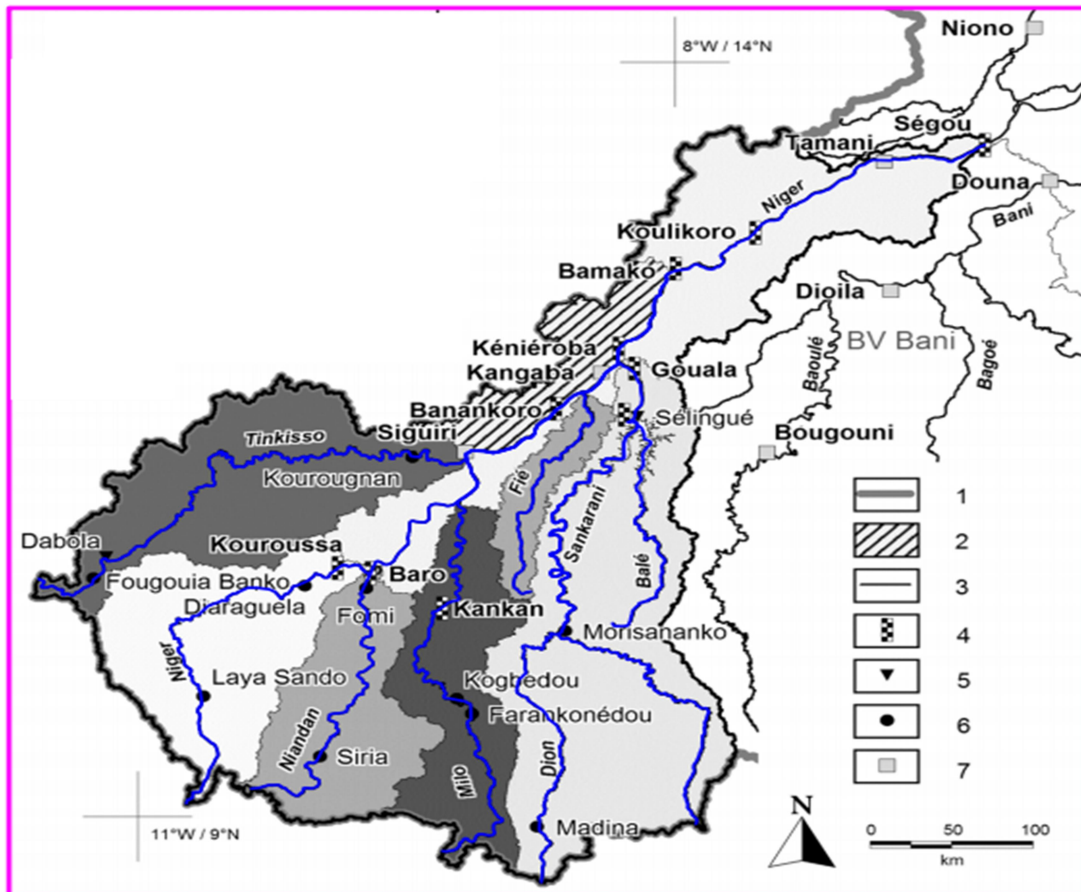 8°W / 14°N
Niono
Ségou
Tamani
Douna
Niger
Bani
Koulikoro
Bamako
Dioila
BV Bani
Baoulé
Bagoé
Kéniéroba
Kangaba
Gouala
Banankoro
Sélingué
Siguiri
Bougouni
Tinkisso
Kourougnan
Fié
Sankarani
Balé
Dabola
Kouroussa
Baro
Fougouia Banko
Diaraguela
Fomi
Kankan
Morisananko
Niger
Laya Sando
Kogbedou
Farankonédou
Niandan
Siria
Milo
Dion
Madina
11°W / 9°N
1
2
3
4
5
6
7
N
0 50 100
km